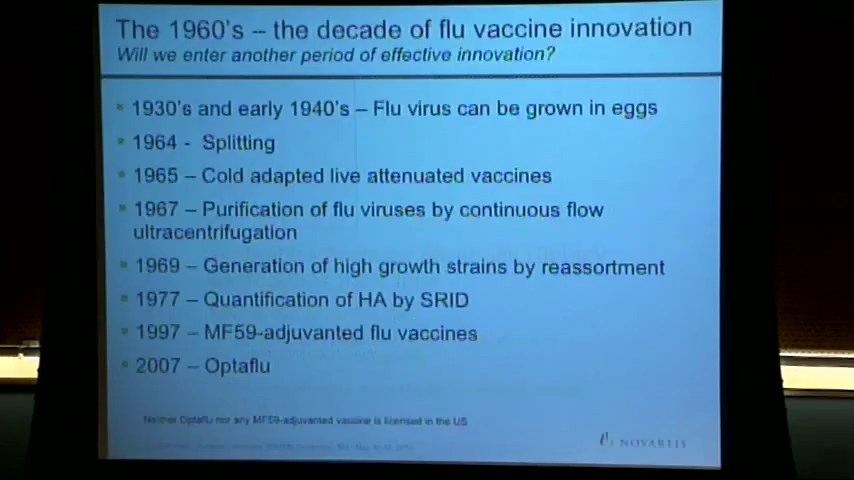 The 1960's – the decade of flu vaccine innovation
Will we enter another period of effective innovation?
1930's and early 1940's – Flu virus can be grown in eggs
1964 - Splitting
1965 – Cold adapted live attenuated vaccines
1967 – Purification of flu viruses by continuous flow
ultracentrifugation
1969 – Generation of high growth strains by reassortment
1977 – Quantification of HA by SRID
1997 – MF59-adjuvanted flu vaccines
2007 – Optaflu
Neither Optaflu nor any MF59-adjuvanted vaccine is licensed in the US
NOVARTIS